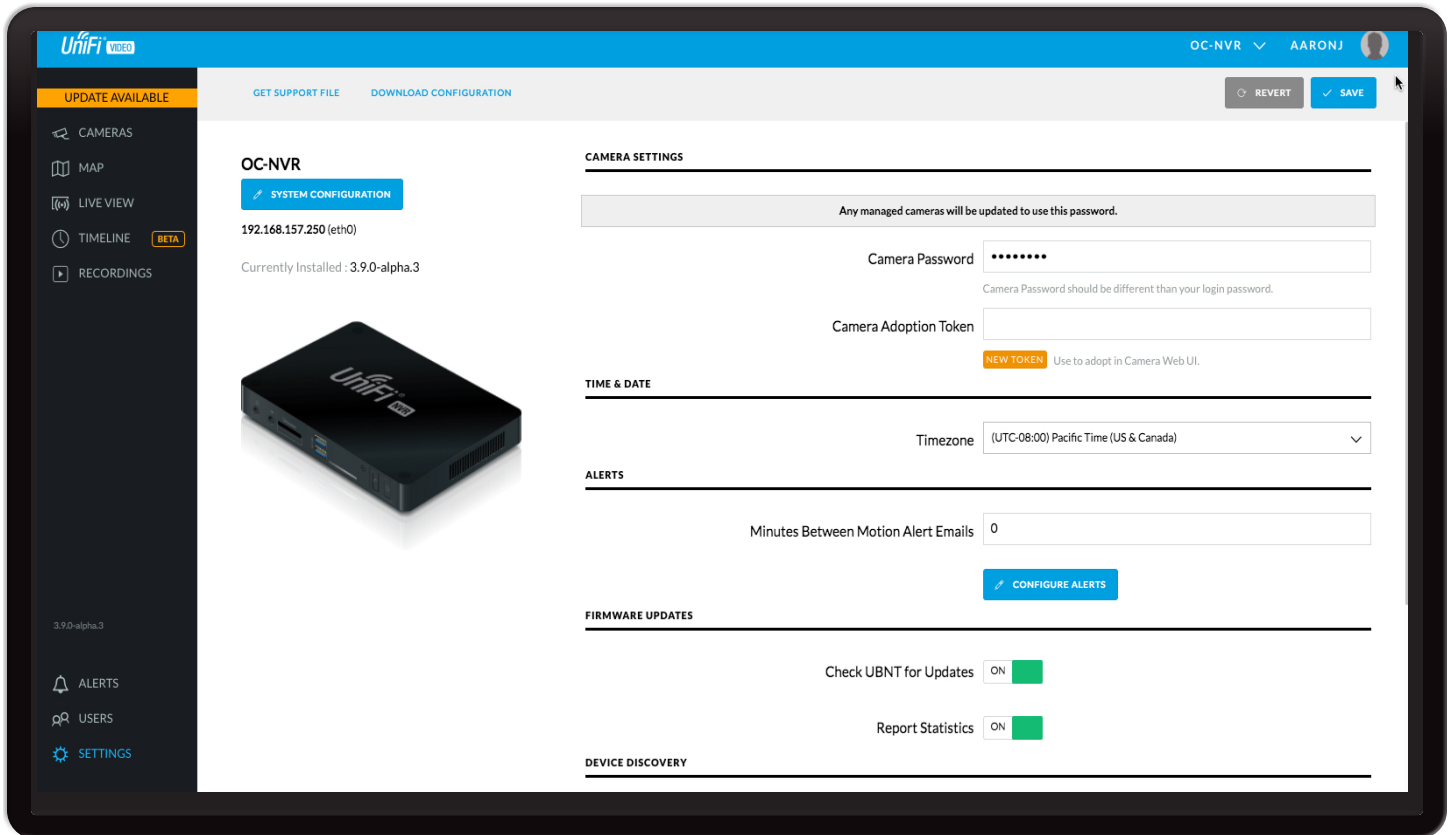 UniFi VIDEO
OC-NVR AARONJ
UPDATE AVAILABLE
CAMERAS
MAP
LIVE VIEW
TIMELINE BETA
RECORDINGS
3.9.0-alpha.3
ALERTS
USERS
SETTINGS
GET SUPPORT FILE DOWNLOAD CONFIGURATION
REVERT SAVE
OC-NVR
SYSTEM CONFIGURATION
192.168.157.250 (eth0)
Currently Installed : 3.9.0-alpha.3
UniFi NVR
CAMERA SETTINGS
Any managed cameras will be updated to use this password.
Camera Password ••••••••
Camera Password should be different than your login password.
Camera Adoption Token
NEW TOKEN Use to adopt in Camera Web UI.
TIME & DATE
Timezone (UTC-08:00) Pacific Time (US & Canada)
ALERTS
Minutes Between Motion Alert Emails 0
CONFIGURE ALERTS
FIRMWARE UPDATES
Check UBNT for Updates ON
Report Statistics ON
DEVICE DISCOVERY